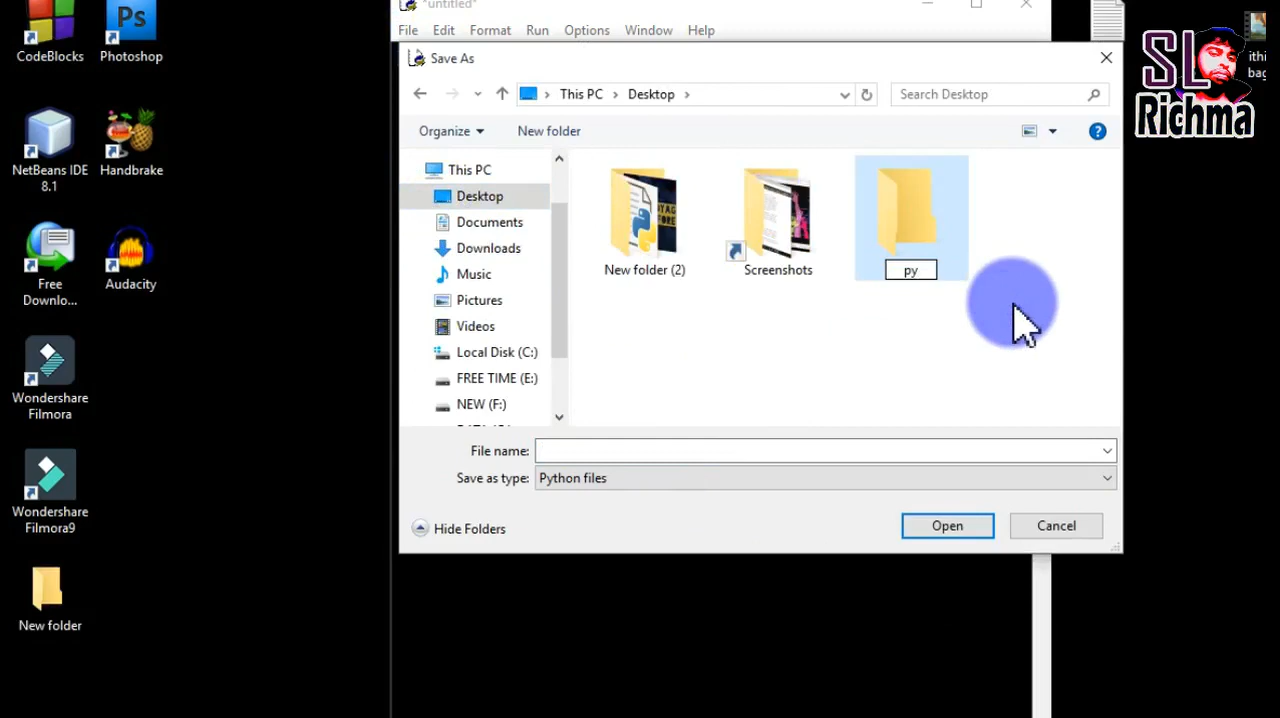 *untitled*
File Edit Format Run Options Window Help
Save As
This PC > Desktop >
Search Desktop
Organize
New folder
This PC
Desktop
Documents
Downloads
Music
Pictures
Videos
Local Disk (C:)
FREE TIME (E:)
NEW (F:)
New folder (2)
Screenshots
py
File name:
Save as type: Python files
Hide Folders
Open
Cancel
CodeBlocks
Photoshop
NetBeans IDE
8.1
Handbrake
Free
Downlo...
Audacity
Wondershare
Filmora
Wondershare
Filmora9
New folder
Ps
SL
Richma
ithi
bag